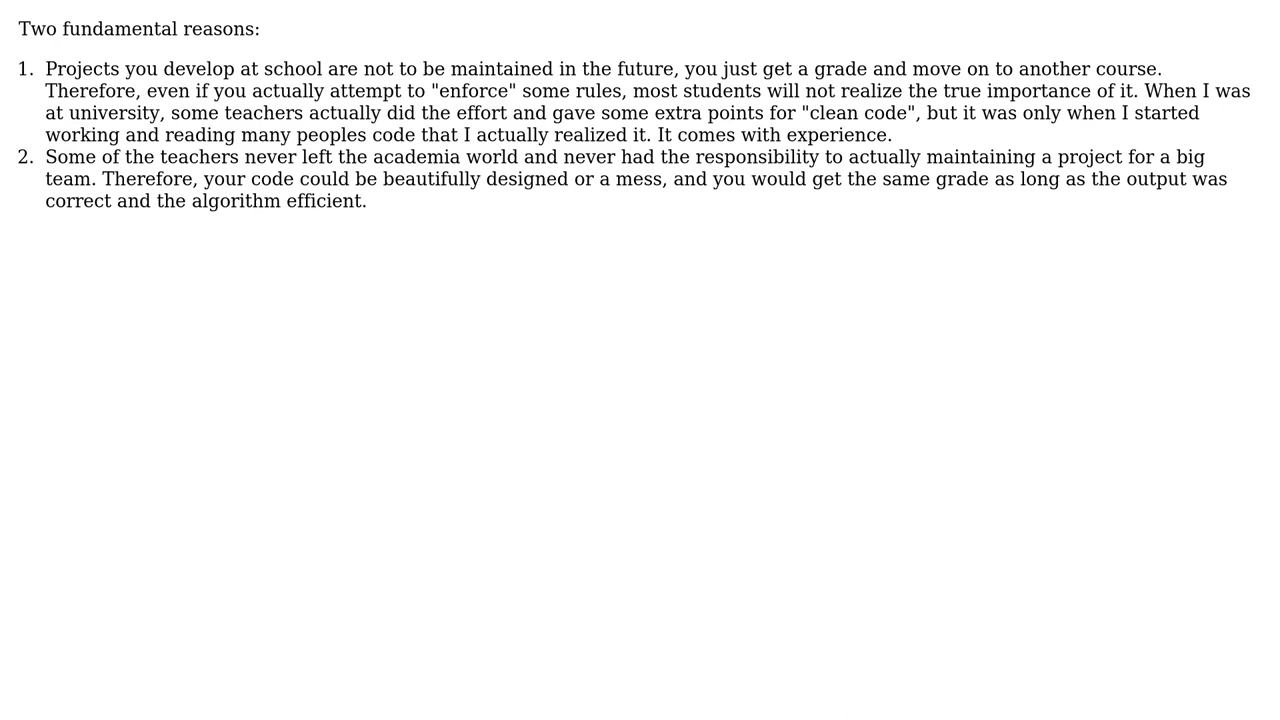 Two fundamental reasons:
1. Projects you develop at school are not to be maintained in the future, you just get a grade and move on to another course.
Therefore, even if you actually attempt to "enforce" some rules, most students will not realize the true importance of it. When I was
at university, some teachers actually did the effort and gave some extra points for "clean code", but it was only when I started
working and reading many peoples code that I actually realized it. It comes with experience.
2. Some of the teachers never left the academia world and never had the responsibility to actually maintaining a project for a big
team. Therefore, your code could be beautifully designed or a mess, and you would get the same grade as long as the output was
correct and the algorithm efficient.